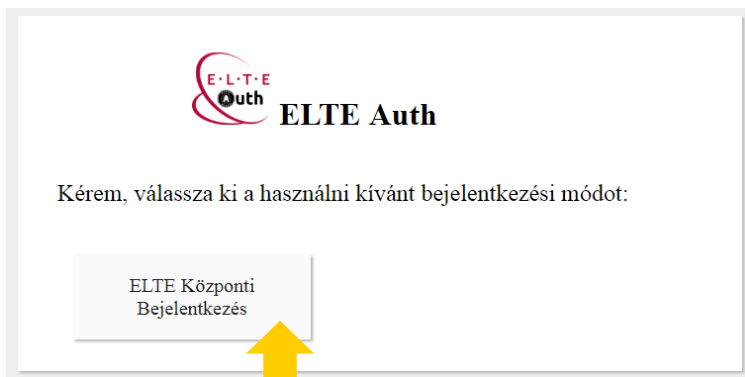 E·L·T·E
Auth
ELTE Auth
Kérem, válassza ki a használni kívánt bejelentkezési módot:
ELTE Központi
Bejelentkezés